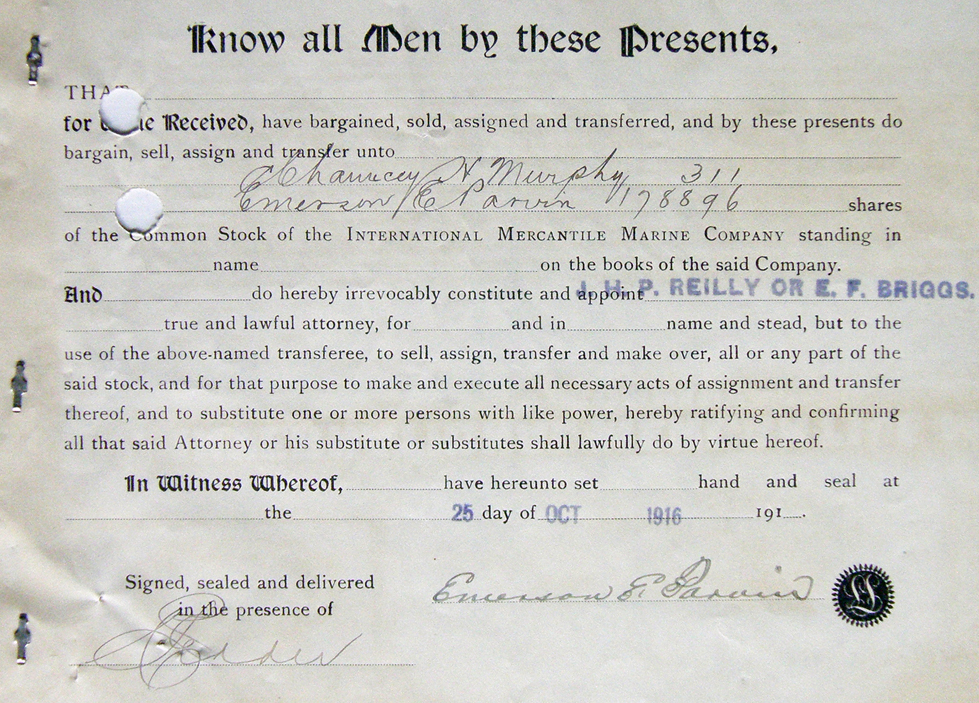 Know all Men by these Presents,
THAT
for Value Received, have bargained, sold, assigned and transferred, and by these presents do
bargain, sell, assign and transfer unto
Chauncey H Murphy 311
Emerson E Parvin 178896 shares
of the Common Stock of the INTERNATIONAL MERCANTILE MARINE COMPANY standing in
name on the books of the said Company.
And do hereby irrevocably constitute and appoint J. H. P. REILLY OR E. F. BRIGGS.
true and lawful attorney, for and in name and stead, but to the
use of the above-named transferee, to sell, assign, transfer and make over, all or any part of the
said stock, and for that purpose to make and execute all necessary acts of assignment and transfer
thereof, and to substitute one or more persons with like power, hereby ratifying and confirming
all that said Attorney or his substitute or substitutes shall lawfully do by virtue hereof.
In Witness Whereof, have hereunto set hand and seal at
the 25 day of OCT 1916 191 .
Signed, sealed and delivered
in the presence of
Emerson E. Parvin